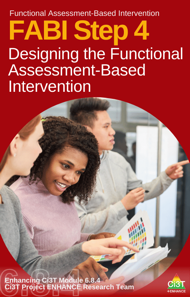 Functional Assessment-Based Intervention
FABI Step 4
Designing the Functional
Assessment-Based
Intervention
Enhancing Ci3T Module 6.8.4
Ci3T Project ENHANCE Research Team
CI3T